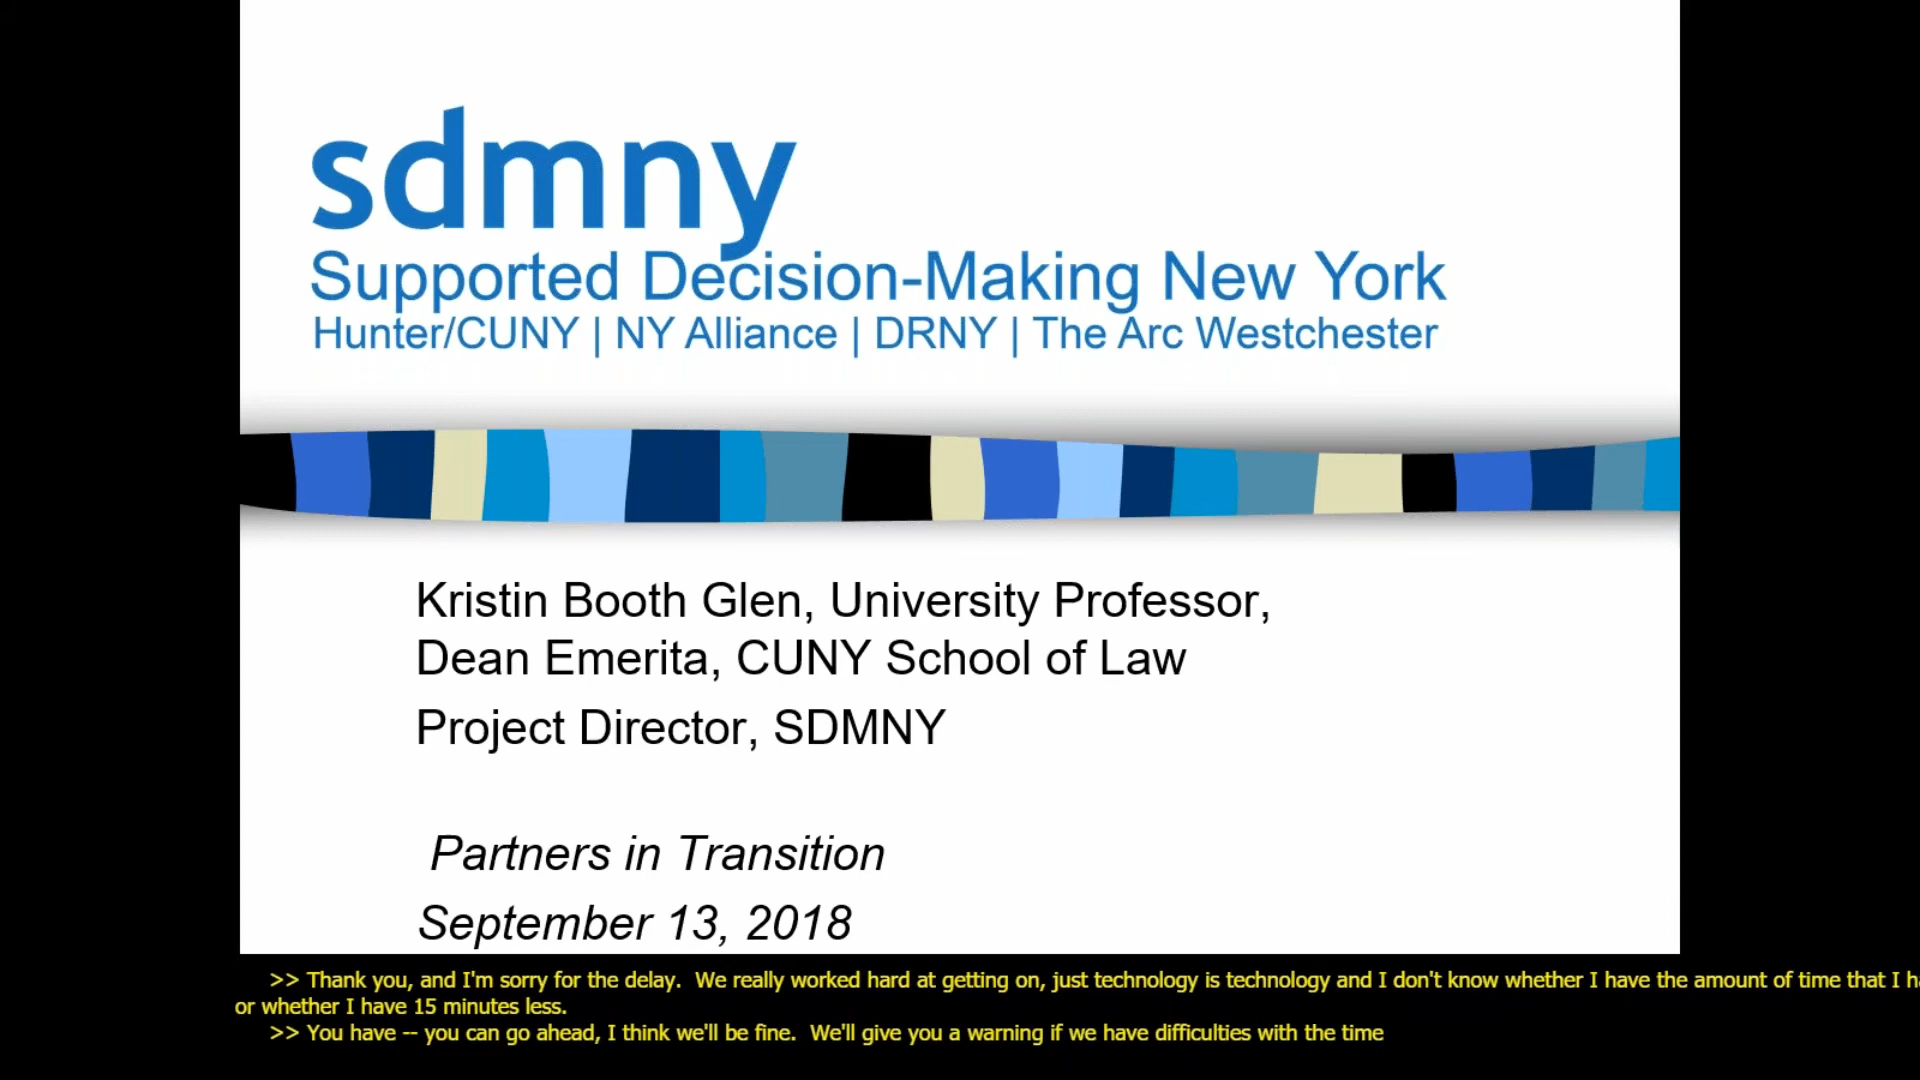 sdmny
Supported Decision-Making New York
Hunter/CUNY | NY Alliance | DRNY | The Arc Westchester
Kristin Booth Glen, University Professor,
Dean Emerita, CUNY School of Law
Project Director, SDMNY
Partners in Transition
September 13, 2018
>> Thank you, and I'm sorry for the delay.  We really worked hard at getting on, just technology is technology and I don't know whether I have the amount of time that I
or whether I have 15 minutes less.
>> You have -- you can go ahead, I think we'll be fine.  We'll give you a warning if we have difficulties with the time